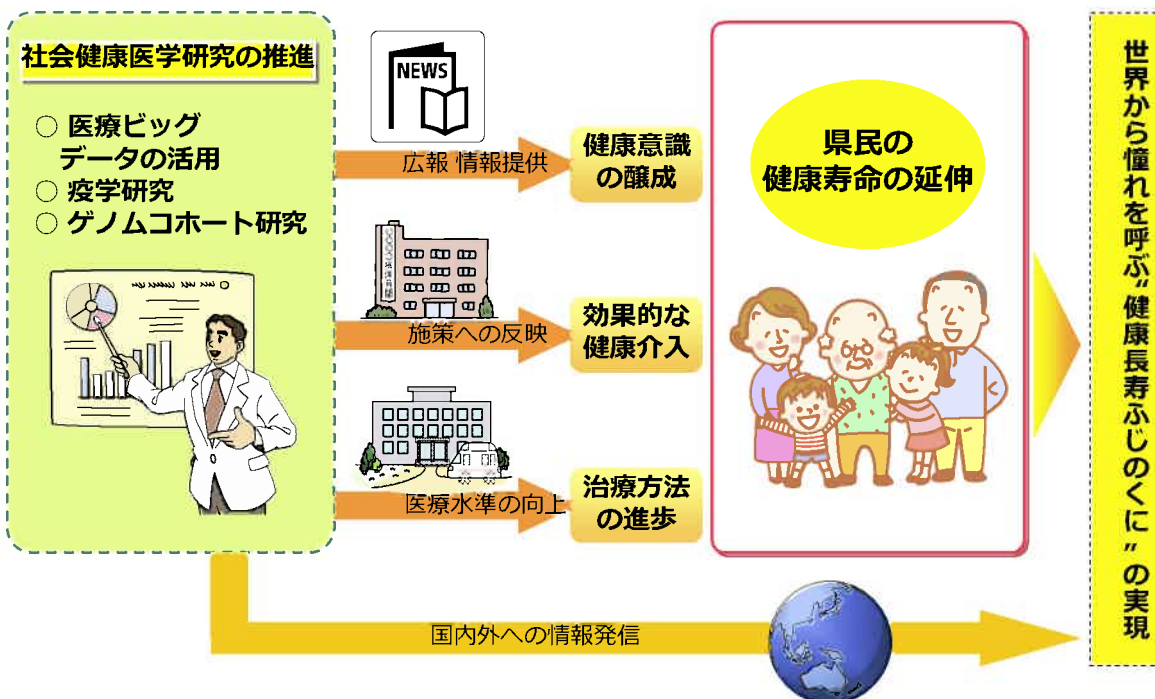 社会健康医学研究の推進
○ 医療ビッグ
データの活用
○ 疫学研究
○ ゲノムコホート研究
NEWS
広報 情報提供
健康意識
の醸成
施策への反映
効果的な
健康介入
医療水準の向上
治療方法
の進歩
県民の
健康寿命の延伸
国内外への情報発信
世界から憧れを呼ぶ“健康長寿ふじのくに”の実現